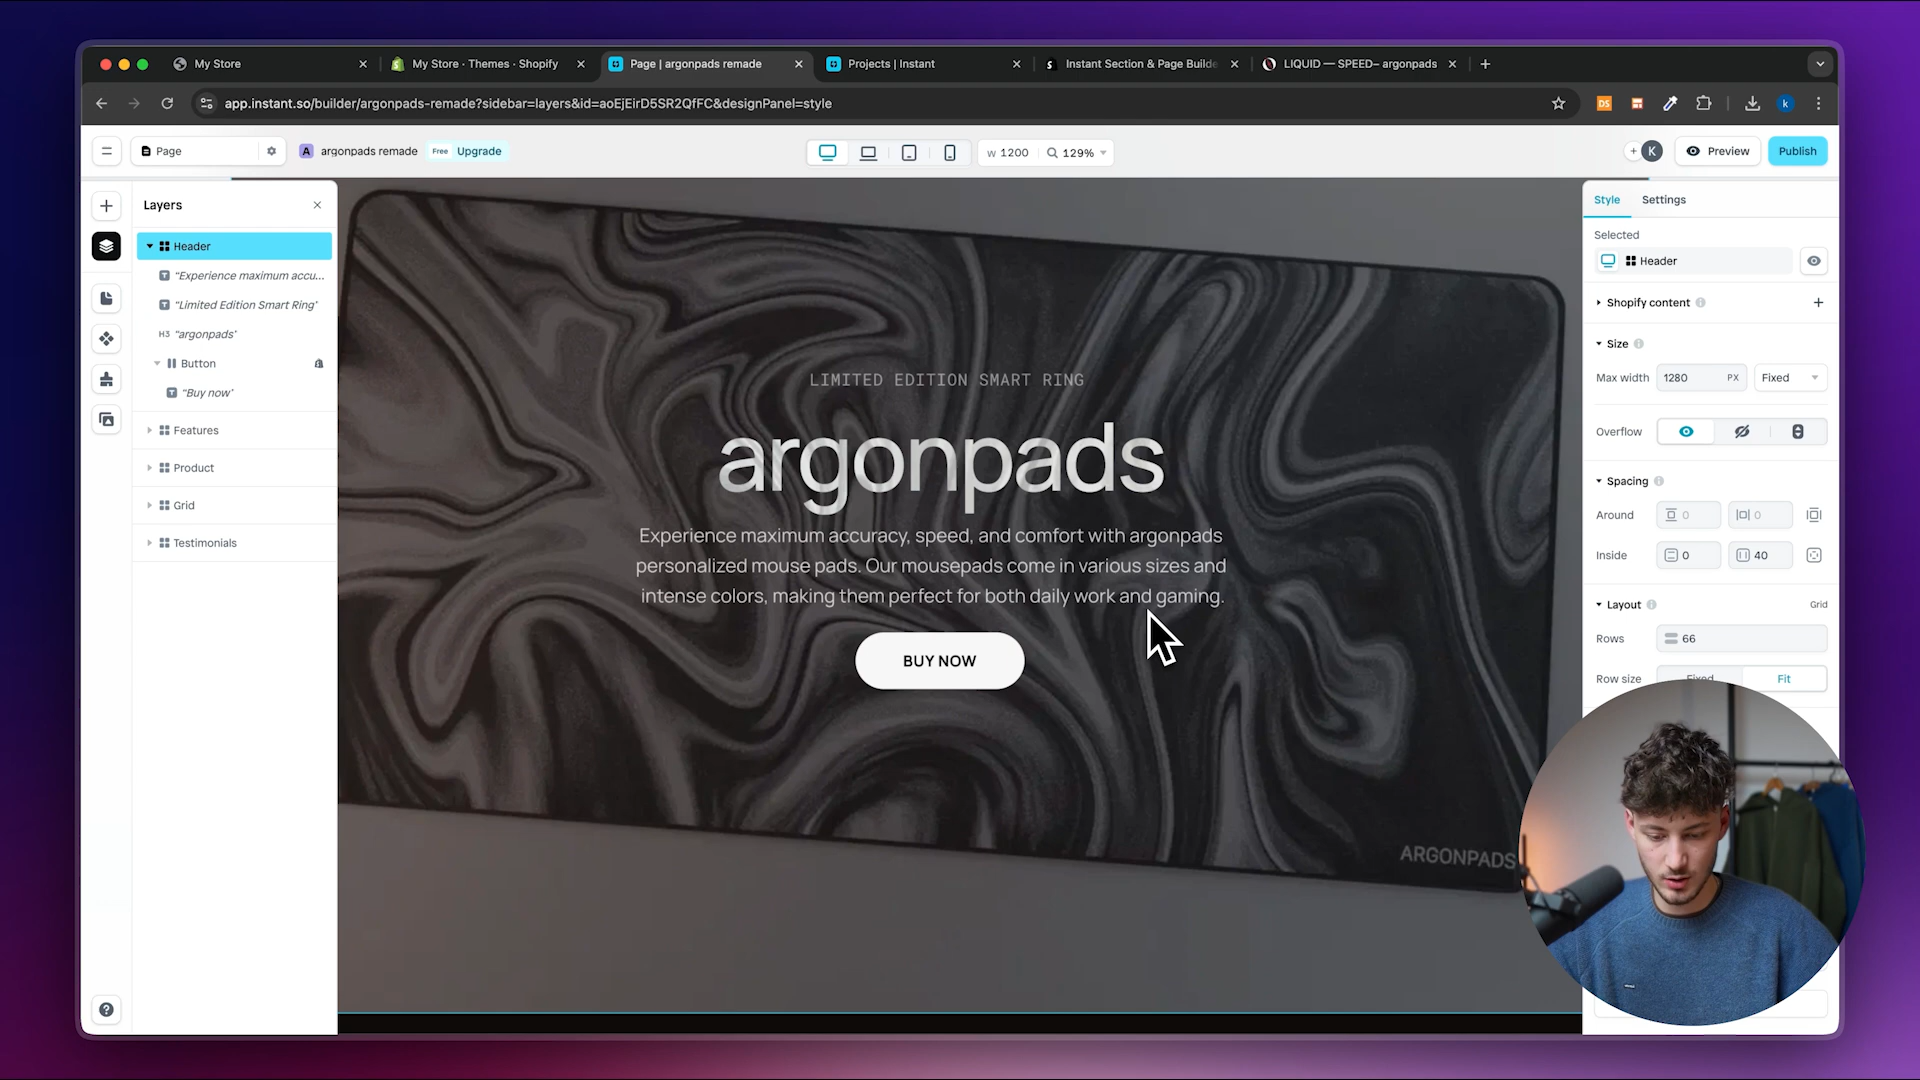 My Store
My Store · Themes · Shopify
Page | argonpads remade
Projects | Instant
Instant Section & Page Builde
LIQUID — SPEED– argonpads
app.instant.so/builder/argonpads-remade?sidebar=layers&id=aoEjEirD5SR2QfFC&designPanel=style
DS
k
Page
A
argonpads remade
Free
Upgrade
W 1200
129%
K
Preview
Publish
Layers
Header
T
"Experience maximum accu...
T
"Limited Edition Smart Ring"
H3
"argonpads"
Button
T
"Buy now"
Features
Product
Grid
Testimonials
LIMITED EDITION SMART RING
argonpads
Experience maximum accuracy, speed, and comfort with argonpads
personalized mouse pads. Our mousepads come in various sizes and
intense colors, making them perfect for both daily work and gaming.
BUY NOW
ARGONPADS
Style
Settings
Selected
Header
Shopify content
Size
Max width
1280
PX
Fixed
Overflow
Spacing
Around
0
0
Inside
0
40
Layout
Grid
Rows
66
Row size
Fixed
Fit